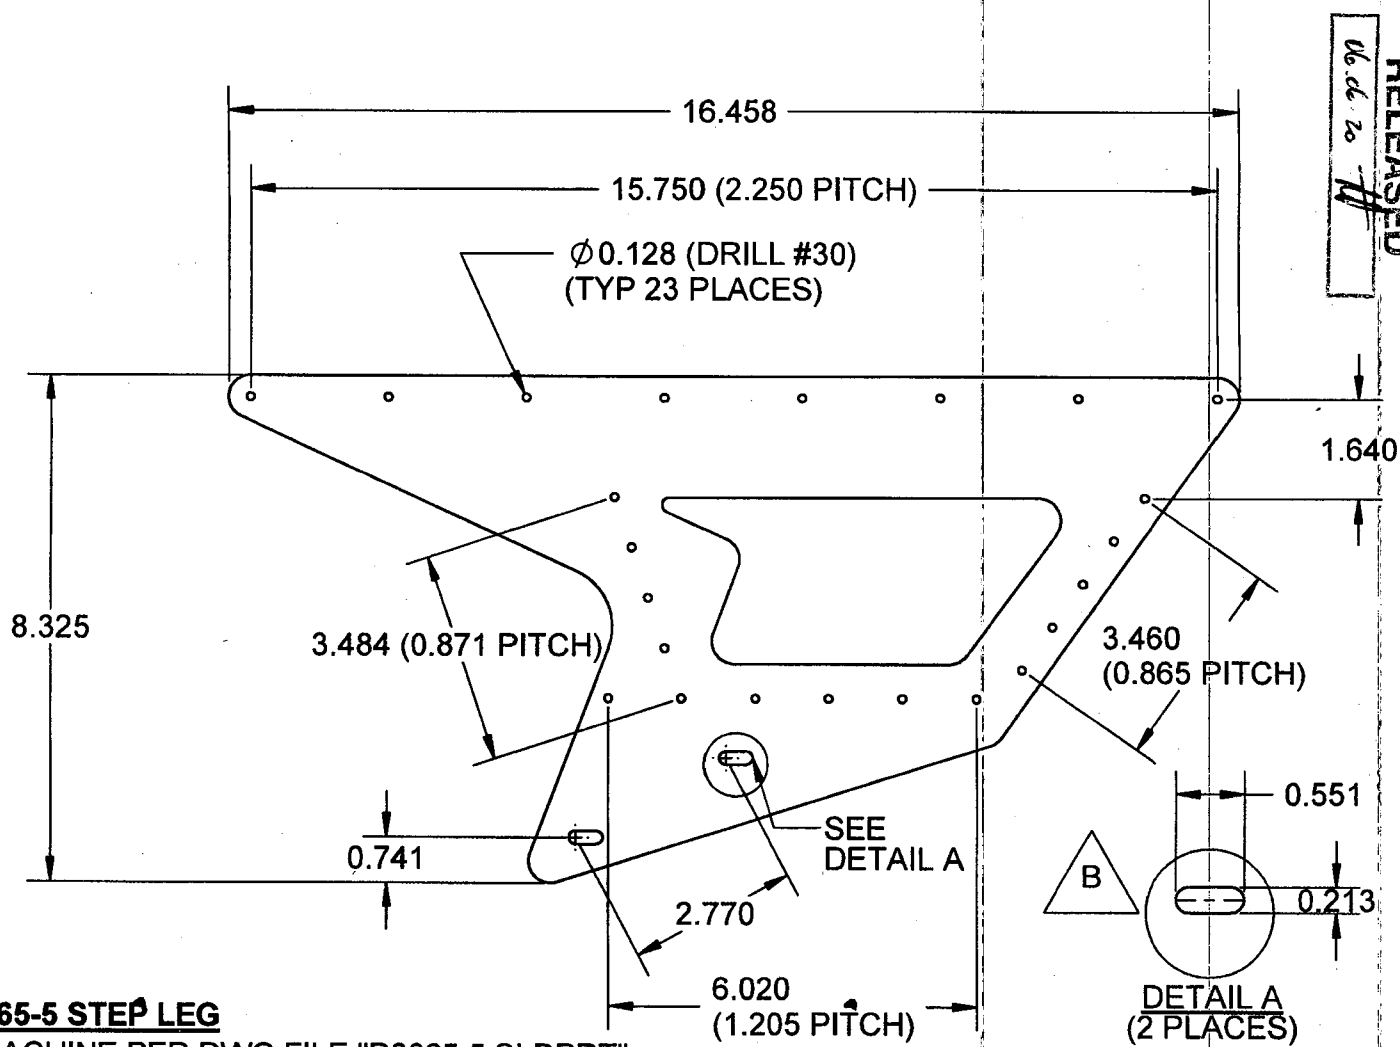 RELEASED
16.458
15.750 (2.250 PITCH)
Ø0.128 (DRILL #30)
(TYP 23 PLACES)
1.640
8.325
3.484 (0.871 PITCH)
3.460
(0.865 PITCH)
0.551
SEE
DETAIL A
0.741
B
0.213
2.770
6.020
(1.205 PITCH)
DETAIL A
(2 PLACES)
65-5 STEP LEG